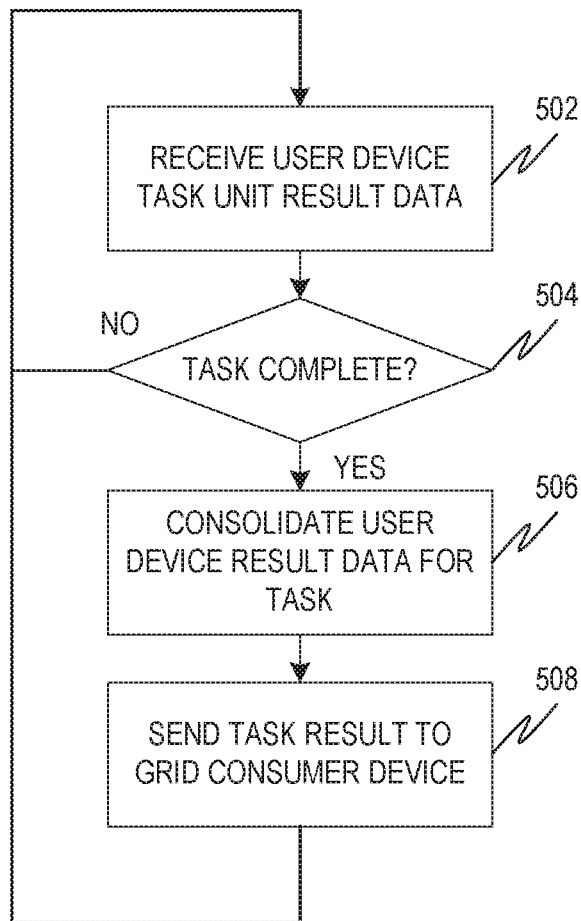 502
RECEIVE USER DEVICE
TASK UNIT RESULT DATA
504
NO
TASK COMPLETE?
YES
506
CONSOLIDATE USER
DEVICE RESULT DATA FOR
TASK
508
SEND TASK RESULT TO
GRID CONSUMER DEVICE